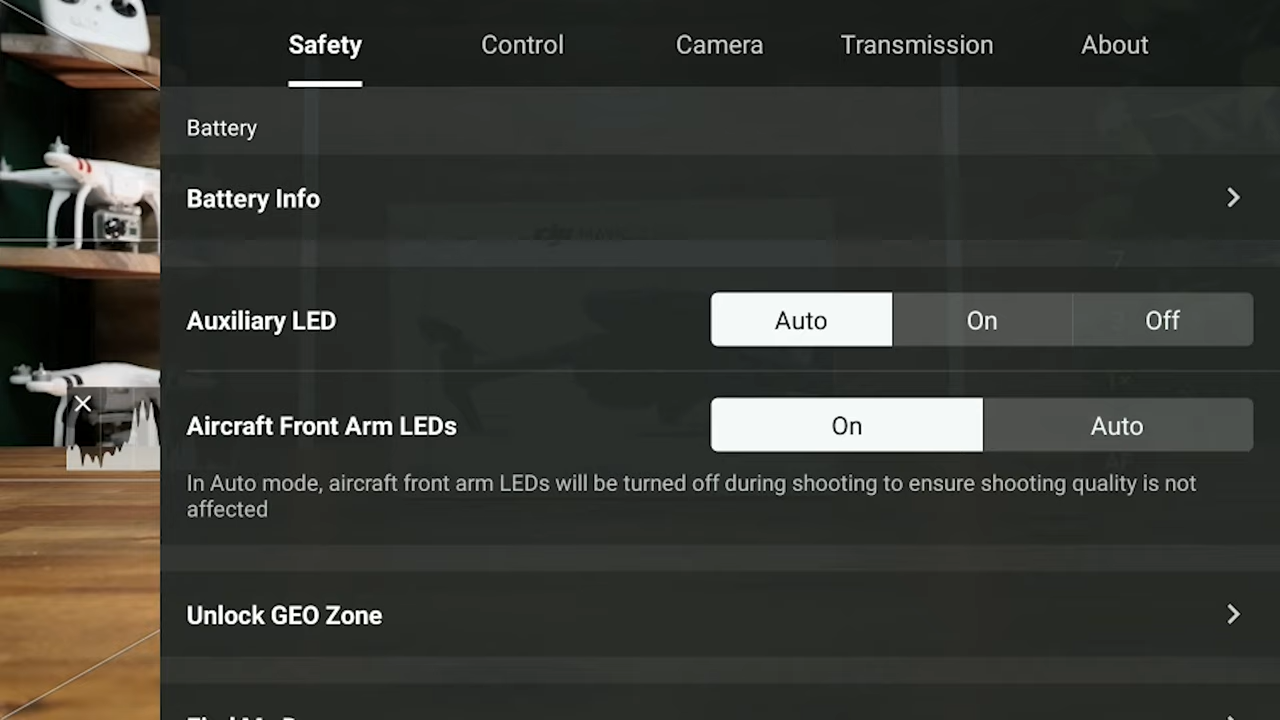 Safety Control Camera Transmission About
Battery
Battery Info
Auxiliary LED Auto On Off
Aircraft Front Arm LEDs On Auto
In Auto mode, aircraft front arm LEDs will be turned off during shooting to ensure shooting quality is not
affected
Unlock GEO Zone